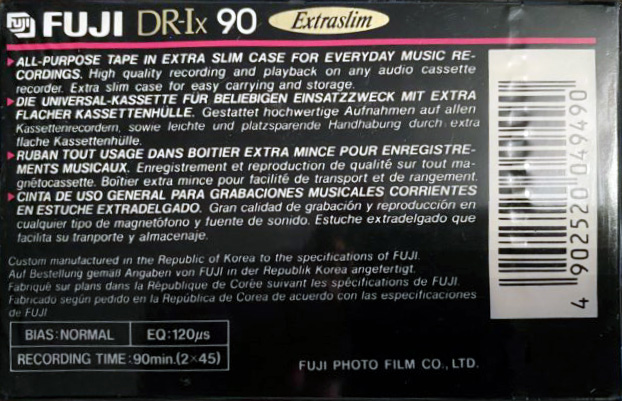 FUJI FUJI DR-Ix 90 Extraslim
ALL-PURPOSE TAPE IN EXTRA SLIM CASE FOR EVERYDAY MUSIC RE-
CORDINGS. High quality recording and playback on any audio cassette
recorder. Extra slim case for easy carrying and storage.
DIE UNIVERSAL-KASSETTE FÜR BELIEBIGEN EINSATZZWECK MIT EXTRA
FLACHER KASSETTENHÜLLE. Gestattet hochwertige Aufnahmen auf allen
Kassettenrecordern, sowie leichte und platzsparende Handhabung durch extra
flache Kassettenhülle.
RUBAN TOUT USAGE DANS BOITIER EXTRA MINCE POUR ENREGISTRE-
MENTS MUSICAUX. Enregistrement et reproduction de qualité sur tout ma-
gnétocassette. Boîtier extra mince pour facilité de transport et de rangement.
CINTA DE USO GENERAL PARA GRABACIONES MUSICALES CORRIENTES
EN ESTUCHE EXTRADELGADO. Gran calidad de grabación y reproducción en
cualquier tipo de magnetófono y fuente de sonido. Estuche extradelgado que
facilita su tranporte y almacenaje.
Custom manufactured in the Republic of Korea to the specifications of FUJI.
Auf Bestellung gemäß Angaben von FUJI in der Republik Korea angefertigt.
Fabriqué sur plans dans la République de Corée suivant les spécifications de FUJI.
Fabricado según pedido en la República de Corea de acuerdo con las especificaciones
de FUJI
BIAS:NORMAL EQ:120µs
RECORDING TIME:90min.(2×45)
FUJI PHOTO FILM CO., LTD.
4 902520 049490